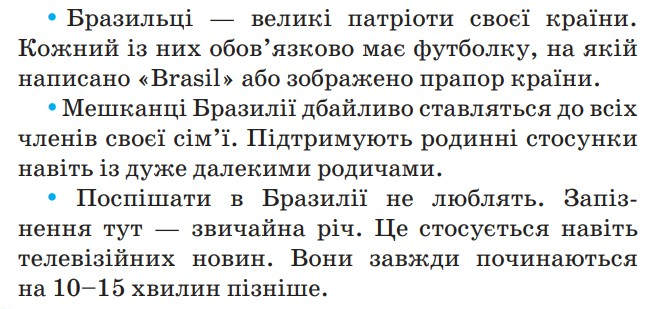 • Бразильці — великі патріоти своєї країни.
Кожний із них обов’язково має футболку, на якій
написано «Brasil» або зображено прапор країни.
• Мешканці Бразилії дбайливо ставляться до всіх
членів своєї сім’ї. Підтримують родинні стосунки
навіть із дуже далекими родичами.
• Поспішати в Бразилії не люблять. Запіз-
нення тут — звичайна річ. Це стосується навіть
телевізійних новин. Вони завжди починаються
на 10–15 хвилин пізніше.